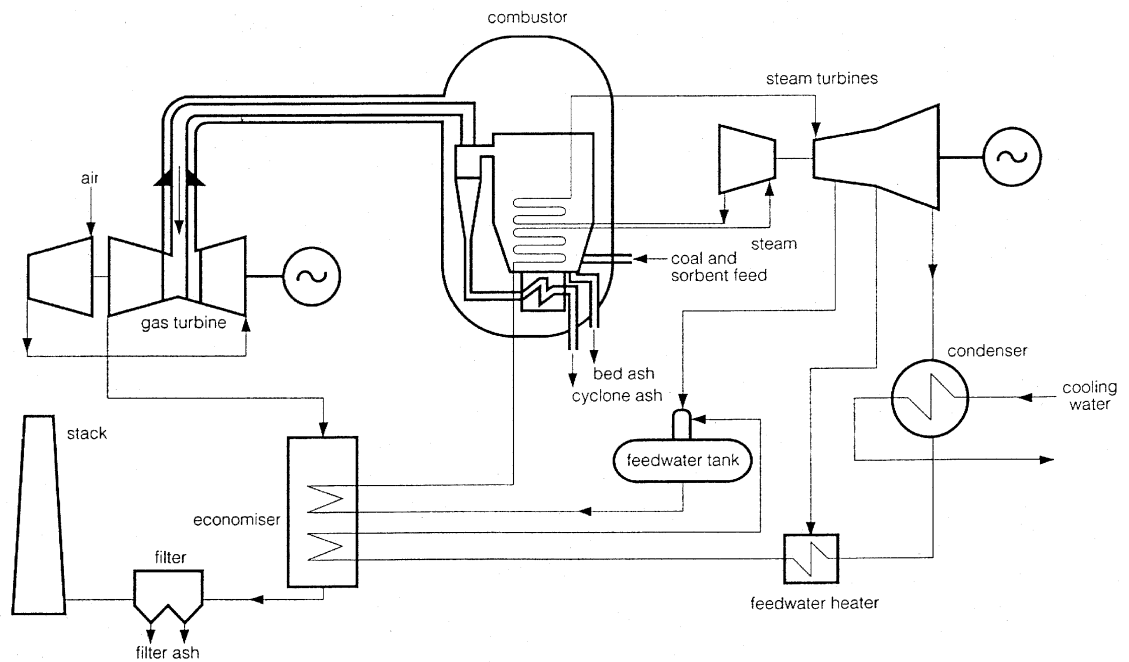 combustor
steam turbines
air
steam
coal and
sorbent feed
gas turbine
condenser
bed ash
cyclone ash
cooling
water
stack
feedwater tank
economiser
filter
feedwater heater
filter ash